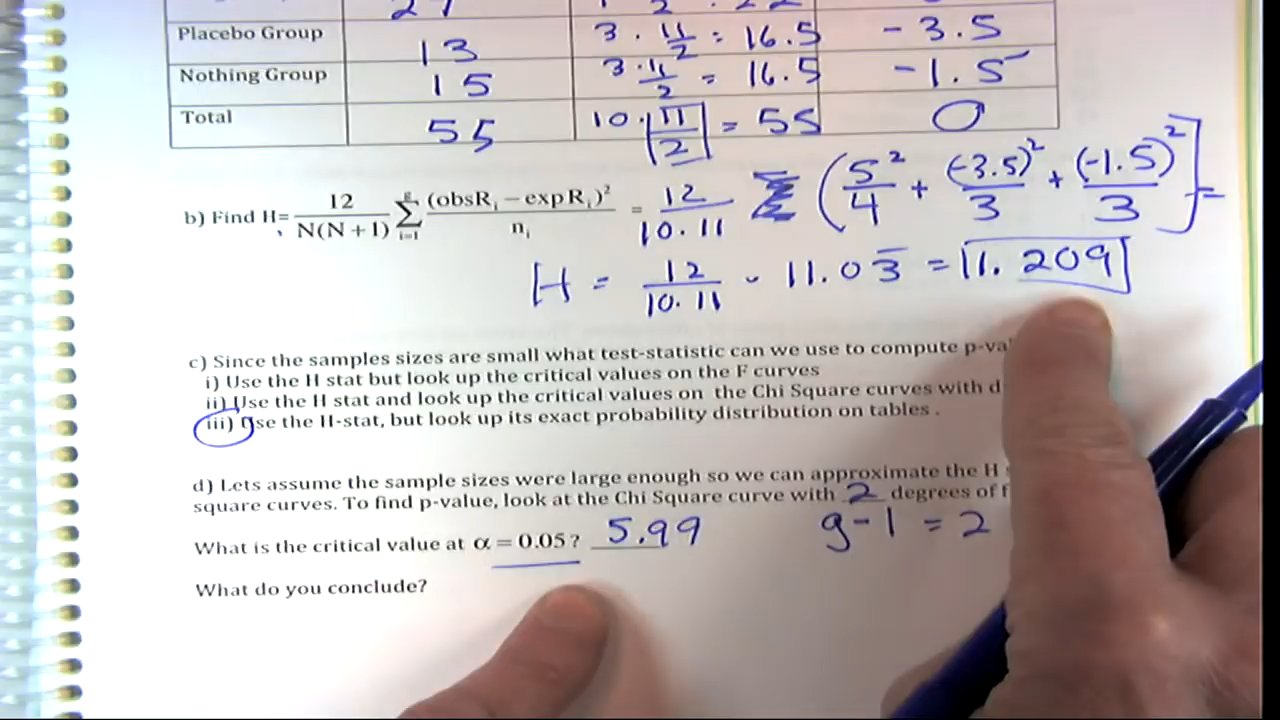 27
Placebo Group 13 3 · 11/2 = 16.5 -3.5
Nothing Group 15 3 · 11/2 = 16.5 -1.5
Total 55 10 · 11/2 = 55 0
b) Find H= 12/N(N+1) Σ i=1 g (obsR i − exp R i)²/n i = 12/10·11 (5²/4 + (-3.5)²/3 + (-1.5)²/3] =
H = 12/10·11 · 11.03̅ = 1.209
c) Since the samples sizes are small what test-statistic can we use to compute p-va
i) Use the H stat but look up the critical values on the F curves
ii) Use the H stat and look up the critical values on the Chi Square curves with d
iii) Use the H-stat, but look up its exact probability distribution on tables .
d) Lets assume the sample sizes were large enough so we can approximate the H
square curves. To find p-value, look at the Chi Square curve with 2 degrees of f
g-1 = 2
What is the critical value at α = 0.05? 5.99
What do you conclude?